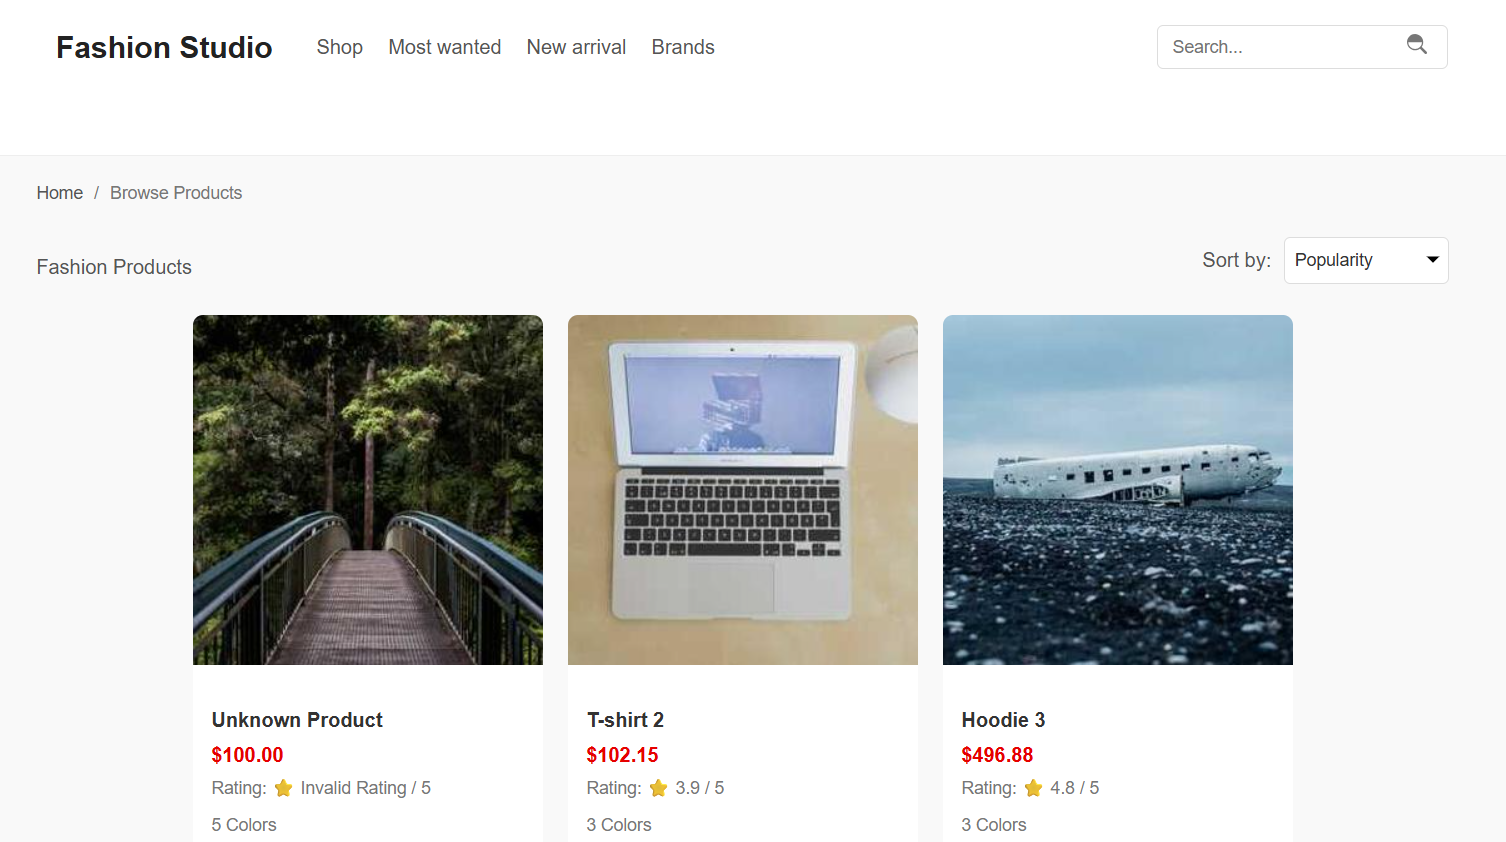 Fashion Studio
Shop
Most wanted
New arrival
Brands
Search...
Home / Browse Products
Fashion Products
Sort by:
Popularity
Unknown Product
$100.00
Rating: ⭐ Invalid Rating / 5
5 Colors
T-shirt 2
$102.15
Rating: ⭐ 3.9 / 5
3 Colors
Hoodie 3
$496.88
Rating: ⭐ 4.8 / 5
3 Colors